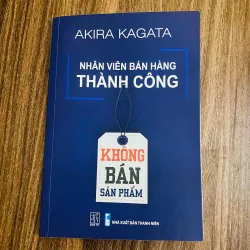 AKIRA KAGATA
NHÂN VIÊN BÁN HÀNG
THÀNH CÔNG
KHÔNG
BÁN
SẢN PHẨM
NHÀ XUẤT BẢN THANH NIÊN